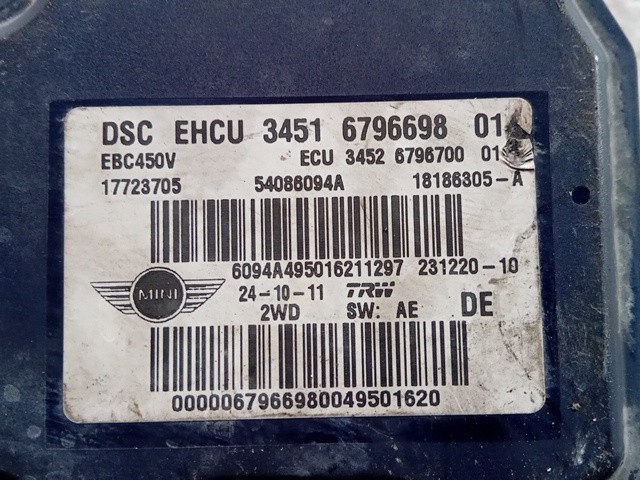 DSC EHCU 3451 6796698 01
EBC450V ECU 3452 6796700 01
17723705 54086094A 18186305-A
6094A495016211297 231220-10
MINI 24-10-11 TRW
2WD SW: AE DE
0000067966980049501620